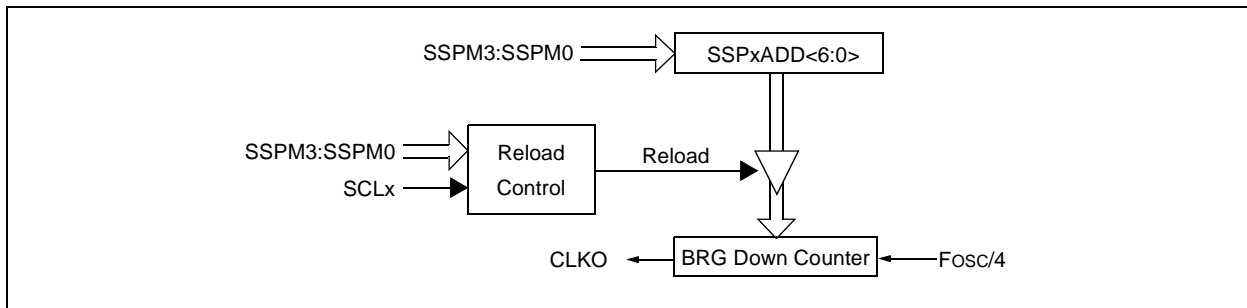 SSPM3:SSPM0
SSPxADD<6:0>
SSPM3:SSPM0
SCLx
Reload
Control
Reload
CLKO
BRG Down Counter
FOSC/4